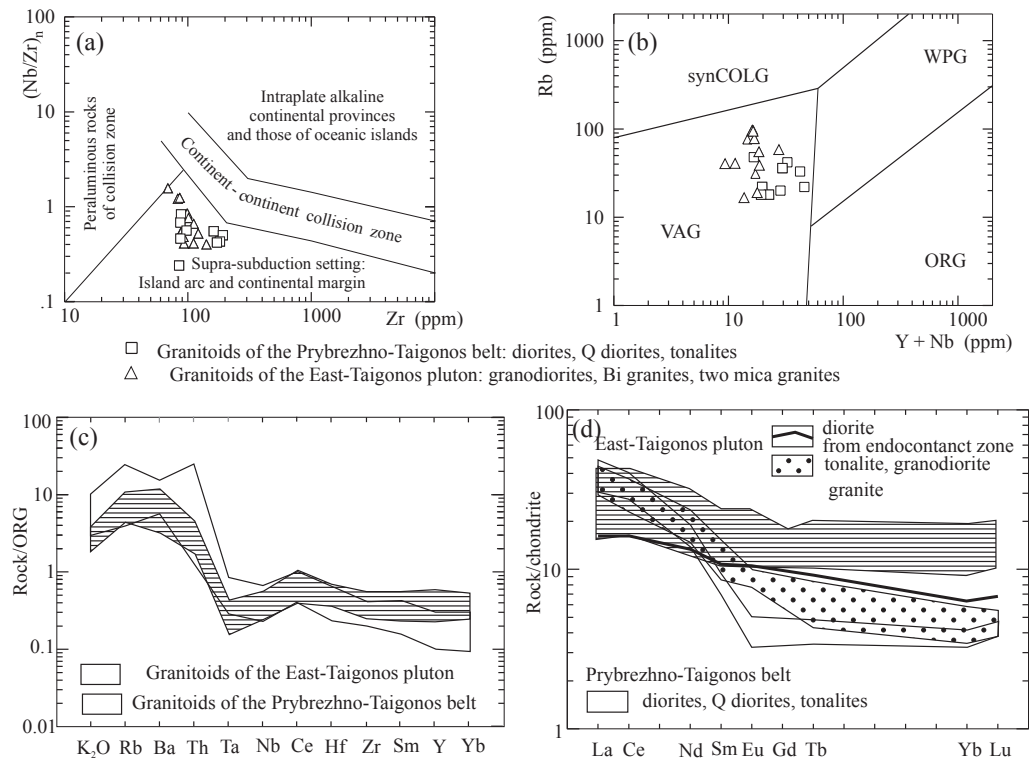 (a)
(Nb/Zr)n
100
10
1
.1
Peraluminous rocks
of collision zone
Intraplate alkaline
continental provinces
and those of oceanic islands
Continent-continent collision zone
Supra-subduction setting:
Island arc and continental margin
10
100
1000
Zr (ppm)
(b)
Rb (ppm)
1000
100
10
1
synCOLG
WPG
VAG
ORG
1
10
100
1000
Y + Nb (ppm)
Granitoids of the Prybrezhno-Taigonos belt: diorites, Q diorites, tonalites
Granitoids of the East-Taigonos pluton: granodiorites, Bi granites, two mica granites
(c)
Rock/ORG
100
10
1
0.1
0.01
Granitoids of the East-Taigonos pluton
Granitoids of the Prybrezhno-Taigonos belt
K2O Rb Ba Th Ta Nb Ce Hf Zr Sm Y Yb
(d)
Rock/chondrite
100
10
1
East-Taigonos pluton
diorite
from endocontanct zone
tonalite, granodiorite
granite
Prybrezhno-Taigonos belt
diorites, Q diorites, tonalites
La Ce Nd Sm Eu Gd Tb Yb Lu